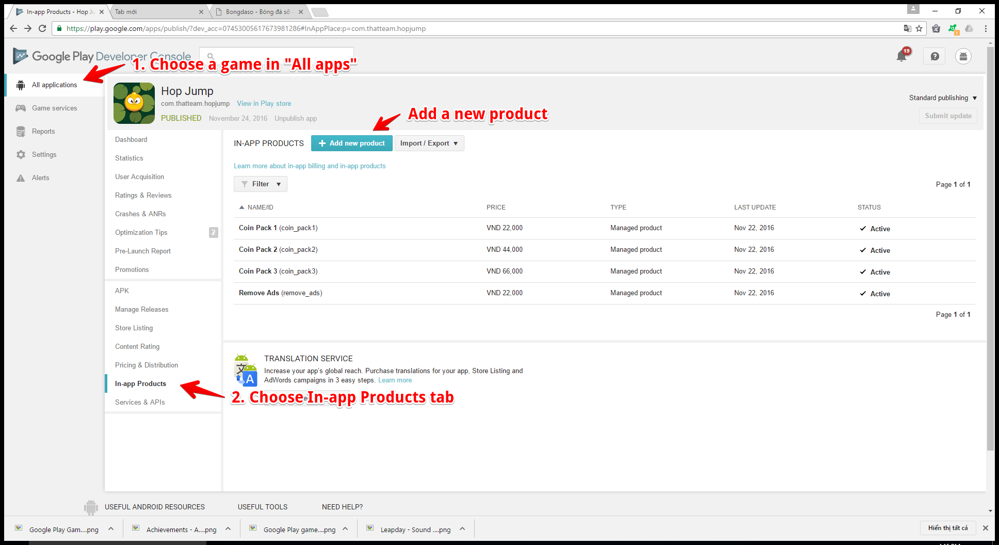 In-app Products - Hop Ju
Tab mới
Bongdaso - Bóng đá số -
https://play.google.com/apps/publish/?dev_acc=07453005617673981286#InAppPlace:p=com.thatteam.hopjump
1
Google Play Developer Console
19
1. Choose a game in "All apps"
All applications
Game services
Reports
Settings
Alerts
Hop Jump
com.thatteam.hopjump View in Play store
PUBLISHED November 24, 2016 Unpublish app
Standard publishing
Submit update
Add a new product
Dashboard
Statistics
User Acquisition
Ratings & Reviews
Crashes & ANRs
Optimization Tips 2
Pre-Launch Report
Promotions
APK
Manage Releases
Store Listing
Content Rating
Pricing & Distribution
In-app Products
Services & APIs
IN-APP PRODUCTS
+ Add new product
Import / Export
Learn more about in-app billing and in-app products
Filter
Page 1 of 1
NAME/ID PRICE TYPE LAST UPDATE STATUS
Coin Pack 1 (coin_pack1) VND 22,000 Managed product Nov 22, 2016 Active
Coin Pack 2 (coin_pack2) VND 44,000 Managed product Nov 22, 2016 Active
Coin Pack 3 (coin_pack3) VND 66,000 Managed product Nov 22, 2016 Active
Remove Ads (remove_ads) VND 22,000 Managed product Nov 22, 2016 Active
Page 1 of 1
文
A
TRANSLATION SERVICE
Increase your app's global reach. Purchase translations for your app, Store Listing and
AdWords campaigns in 3 easy steps. Learn more
2. Choose In-app Products tab
USEFUL ANDROID RESOURCES
USEFUL TOOLS
NEED HELP?
Google Play Gam....png
Achievements - A....png
Google Play game....png
Leapday - Sound ....png
Hiển thị tất cả